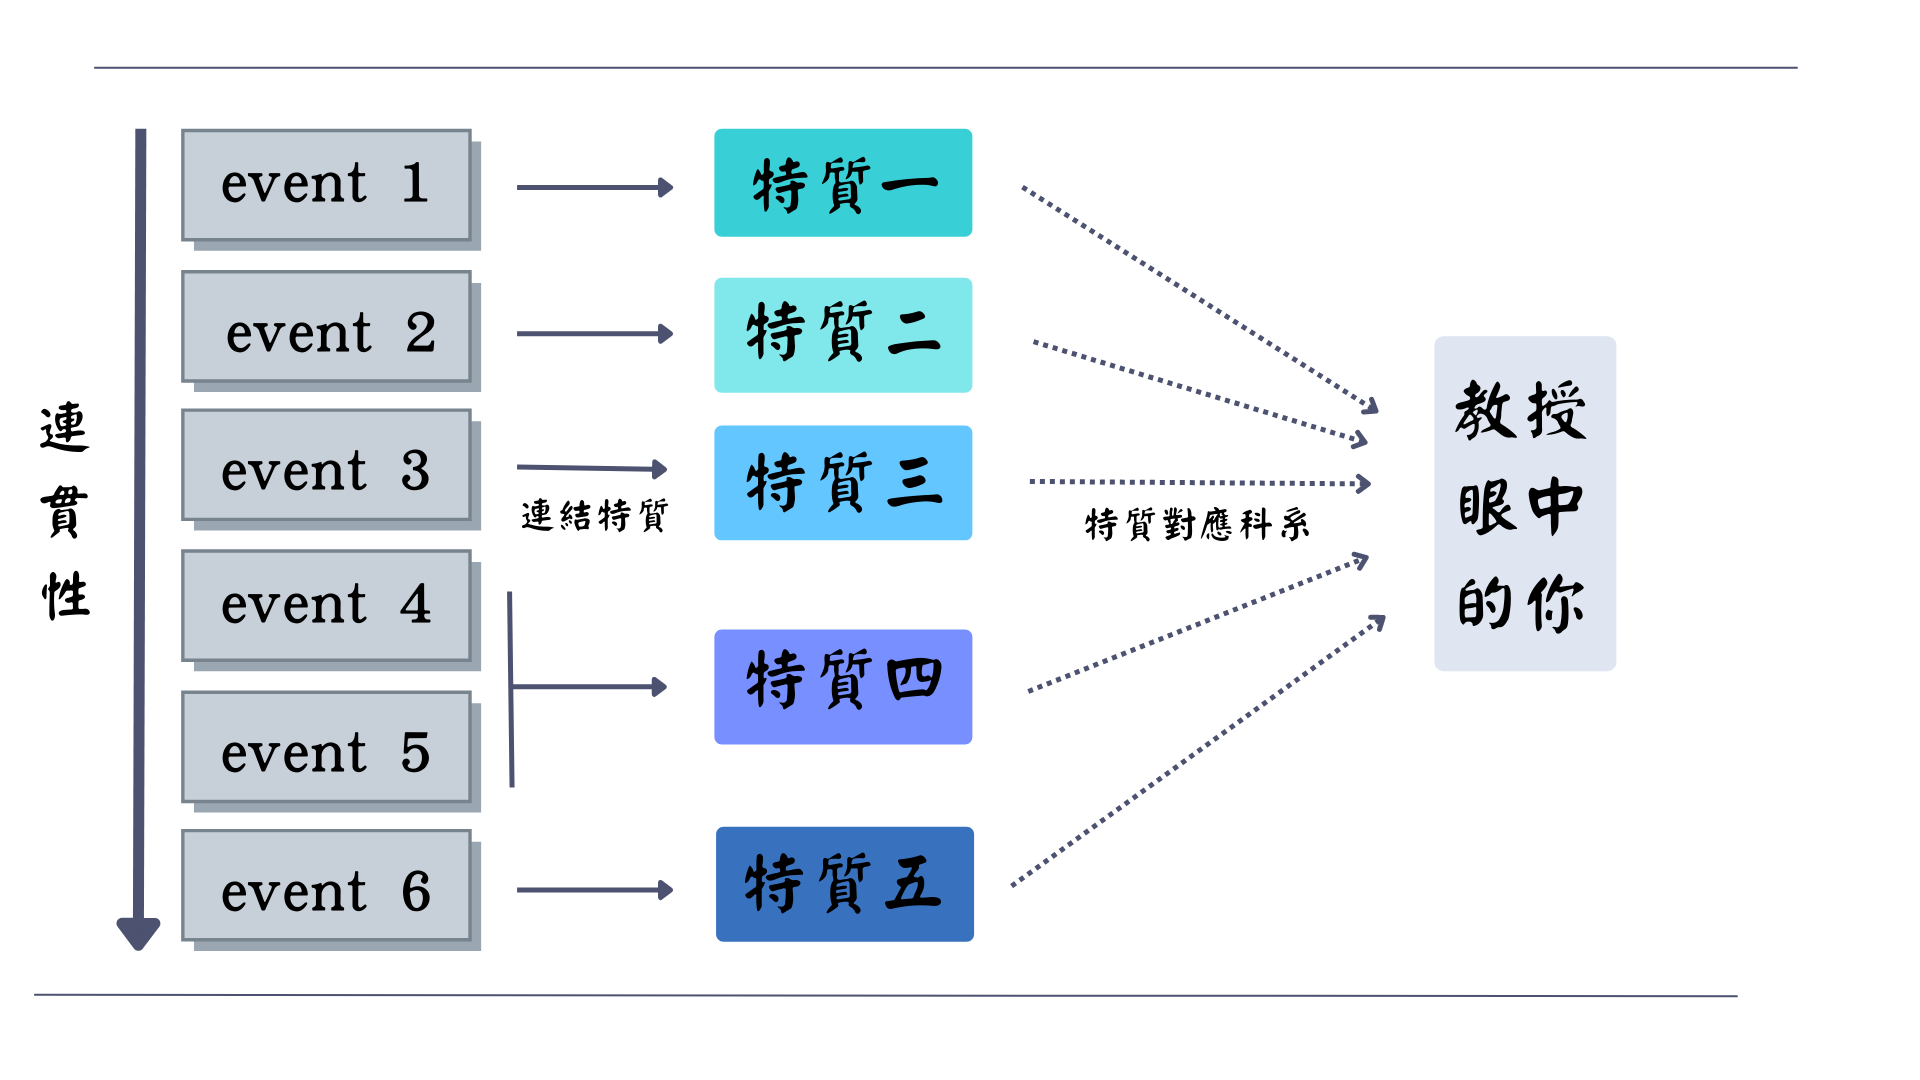 連貫性
event 1
event 2
event 3
event 4
event 5
event 6
連結特質
特質一
特質二
特質三
特質四
特質五
特質對應科系
教授
眼中
的你